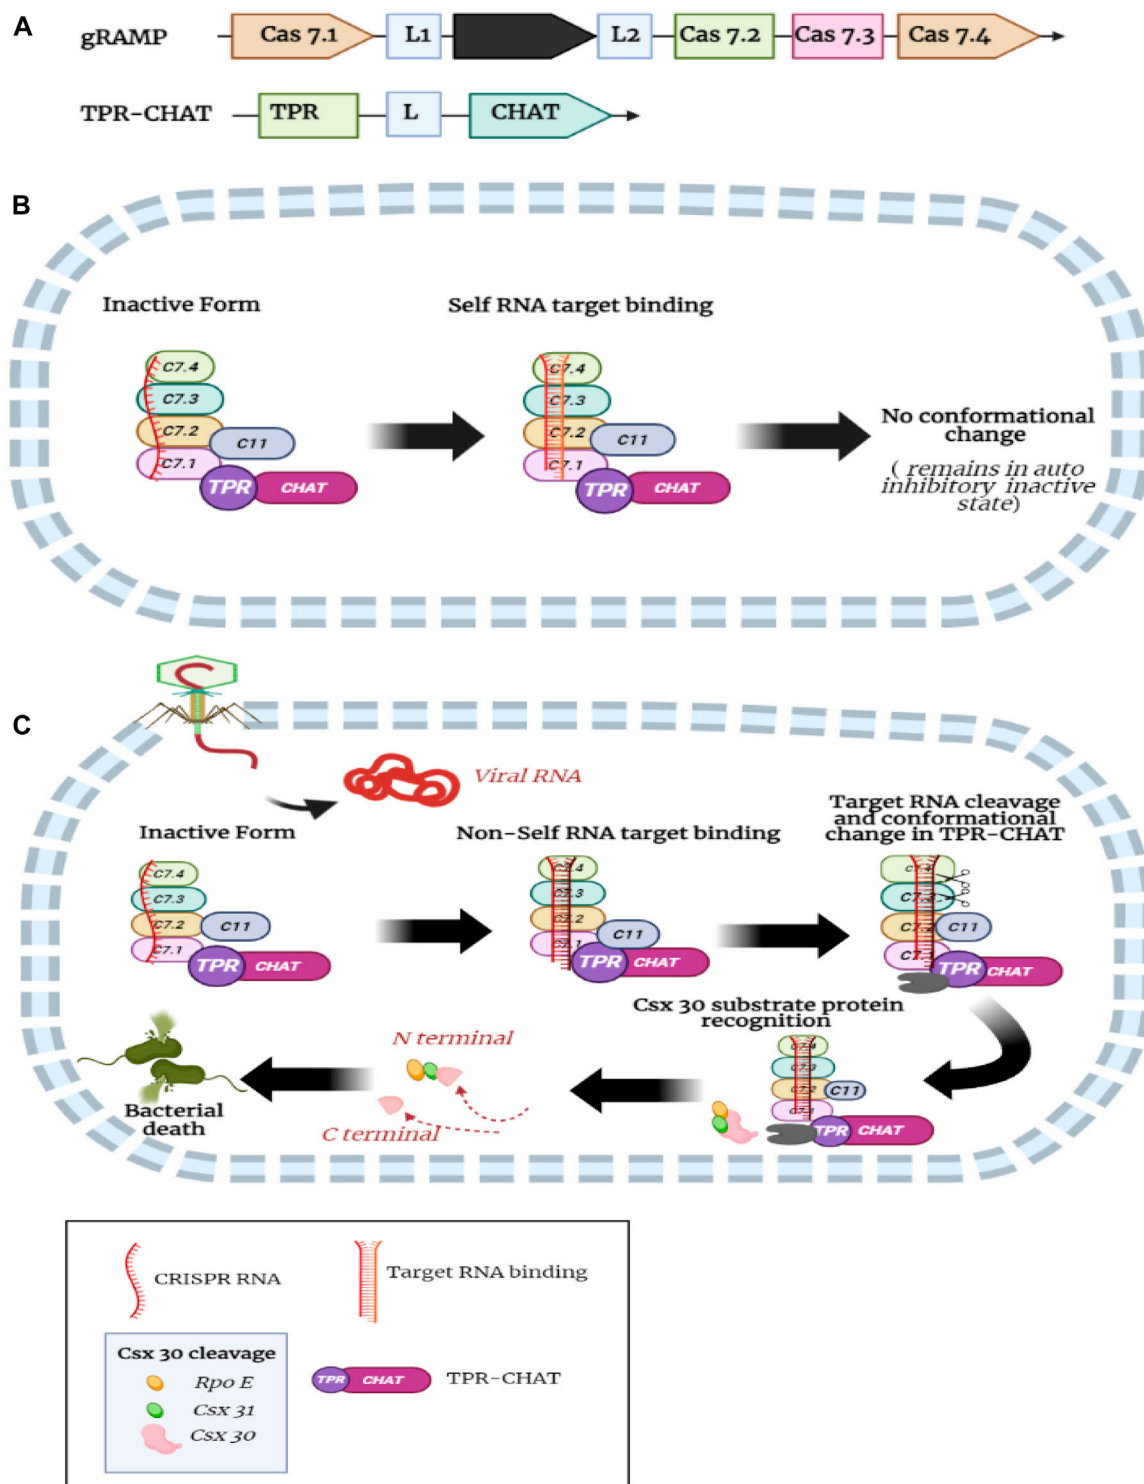 A
gRAMP
Cas 7.1
L1
L2
Cas 7.2
Cas 7.3
Cas 7.4
TPR-CHAT
TPR
L
CHAT
B
Inactive Form
C7.4
C7.3
C7.2
C11
C7.1
TPR
CHAT
Self RNA target binding
C7.4
C7.3
C7.2
C11
C7.1
TPR
CHAT
No conformational
change
( remains in auto
inhibitory inactive
state)
C
Viral RNA
Inactive Form
C7.4
C7.3
C7.2
C11
C7.1
TPR
CHAT
Non-Self RNA target binding
C11
TPR
CHAT
Target RNA cleavage
and conformational
change in TPR-CHAT
C11
TPR
CHAT
Csx 30 substrate protein
recognition
C11
TPR
CHAT
N terminal
C terminal
Bacterial
death
CRISPR RNA
Target RNA binding
Csx 30 cleavage
Rpo E
Csx 31
Csx 30
TPR
CHAT
TPR-CHAT